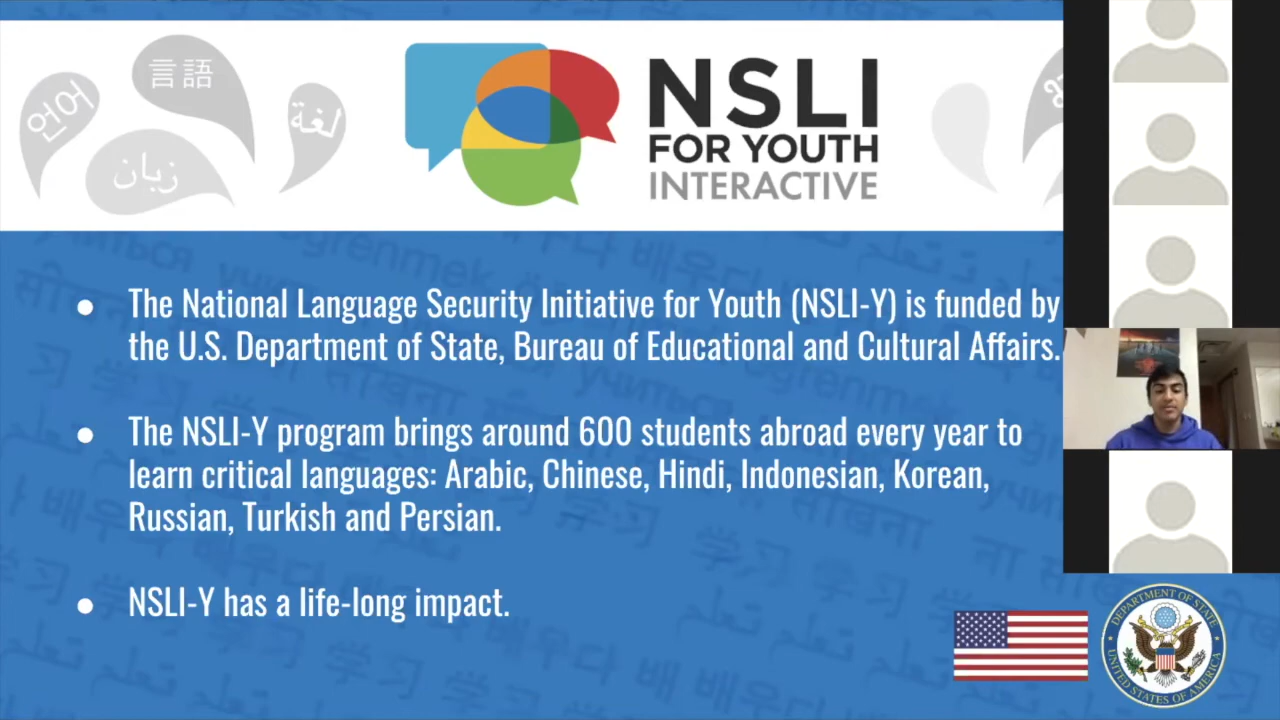 언어
言語
لغة
زبان
NSLI
FOR YOUTH
INTERACTIVE
● The National Language Security Initiative for Youth (NSLI-Y) is funded by
the U.S. Department of State, Bureau of Educational and Cultural Affairs.
● The NSLI-Y program brings around 600 students abroad every year to
learn critical languages: Arabic, Chinese, Hindi, Indonesian, Korean,
Russian, Turkish and Persian.
● NSLI-Y has a life-long impact.
DEPARTMENT OF STATE
UNITED STATES OF AMERICA